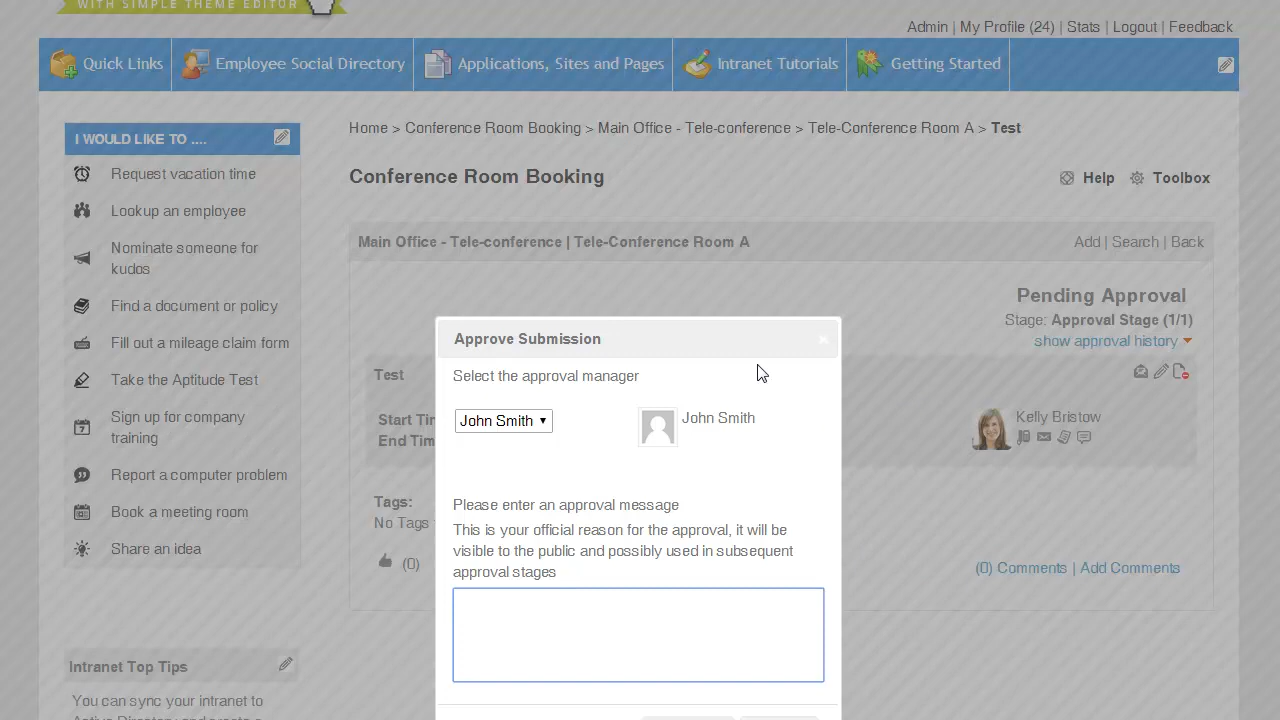 WITH SIMPLE THEME EDITOR
Admin | My Profile (24) | Stats | Logout | Feedback
Quick Links
Employee Social Directory
Applications, Sites and Pages
Intranet Tutorials
Getting Started
I WOULD LIKE TO ....
Request vacation time
Lookup an employee
Nominate someone for
kudos
Find a document or policy
Fill out a mileage claim form
Take the Aptitude Test
Sign up for company
training
Report a computer problem
Book a meeting room
Share an idea
Intranet Top Tips
You can sync your intranet to
Home > Conference Room Booking > Main Office - Tele-conference > Tele-Conference Room A > Test
Conference Room Booking
Help
Toolbox
Main Office - Tele-conference | Tele-Conference Room A
Add | Search | Back
Pending Approval
Stage: Approval Stage (1/1)
show approval history
Test
Start Tir
End Tim
Kelly Bristow
Tags:
No Tags
(0)
(0) Comments | Add Comments
Approve Submission
Select the approval manager
John Smith
John Smith
Please enter an approval message
This is your official reason for the approval, it will be
visible to the public and possibly used in subsequent
approval stages